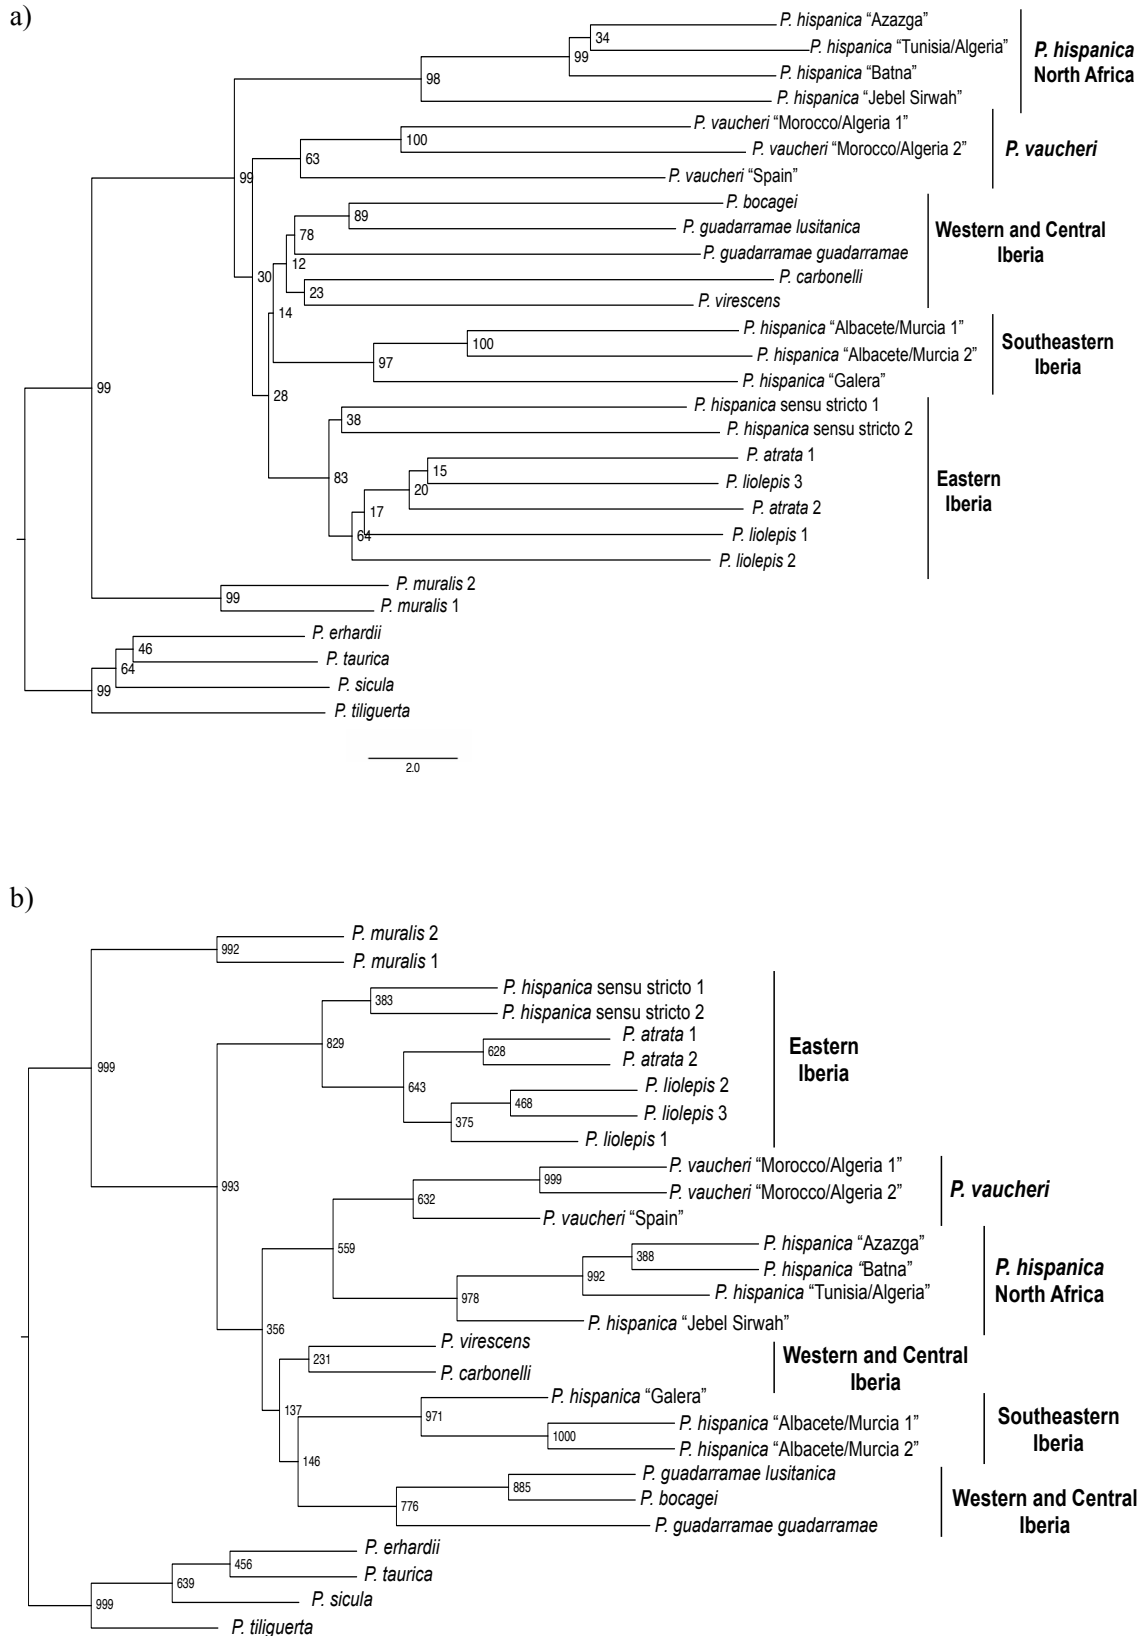 a)
P. hispanica “Azazga”
34
P. hispanica “Tunisia/Algeria”
99
P. hispanica “Batna”
98
P. hispanica “Jebel Sirwah”
P. hispanica
North Africa
P. vaucheri “Morocco/Algeria 1”
100
P. vaucheri “Morocco/Algeria 2”
63
P. vaucheri “Spain”
P. vaucheri
99
P. bocagei
89
P. guadarramae lusitanica
78
P. guadarramae guadarramae
12
P. carbonelli
23
P. virescens
Western and Central
Iberia
30
14
P. hispanica “Albacete/Murcia 1”
100
P. hispanica “Albacete/Murcia 2”
97
P. hispanica “Galera”
Southeastern
Iberia
99
28
P. hispanica sensu stricto 1
38
P. hispanica sensu stricto 2
83
P. atrata 1
15
P. liolepis 3
20
P. atrata 2
17
P. liolepis 1
64
P. liolepis 2
Eastern
Iberia
P. muralis 2
99
P. muralis 1
P. erhardii
46
P. taurica
64
P. sicula
99
P. tiliguerta
2.0
b)
P. muralis 2
992
P. muralis 1
P. hispanica sensu stricto 1
383
P. hispanica sensu stricto 2
829
P. atrata 1
628
P. atrata 2
643
P. liolepis 2
468
P. liolepis 3
375
P. liolepis 1
Eastern
Iberia
999
993
P. vaucheri “Morocco/Algeria 1”
999
P. vaucheri “Morocco/Algeria 2”
632
P. vaucheri “Spain”
P. vaucheri
559
P. hispanica “Azazga”
388
P. hispanica “Batna”
992
P. hispanica “Tunisia/Algeria”
978
P. hispanica “Jebel Sirwah”
P. hispanica
North Africa
356
P. virescens
231
P. carbonelli
Western and Central
Iberia
137
P. hispanica “Galera”
971
P. hispanica “Albacete/Murcia 1”
1000
P. hispanica “Albacete/Murcia 2”
Southeastern
Iberia
146
P. guadarramae lusitanica
885
P. bocagei
776
P. guadarramae guadarramae
Western and Central
Iberia
P. erhardii
456
P. taurica
639
P. sicula
999
P. tiliguerta